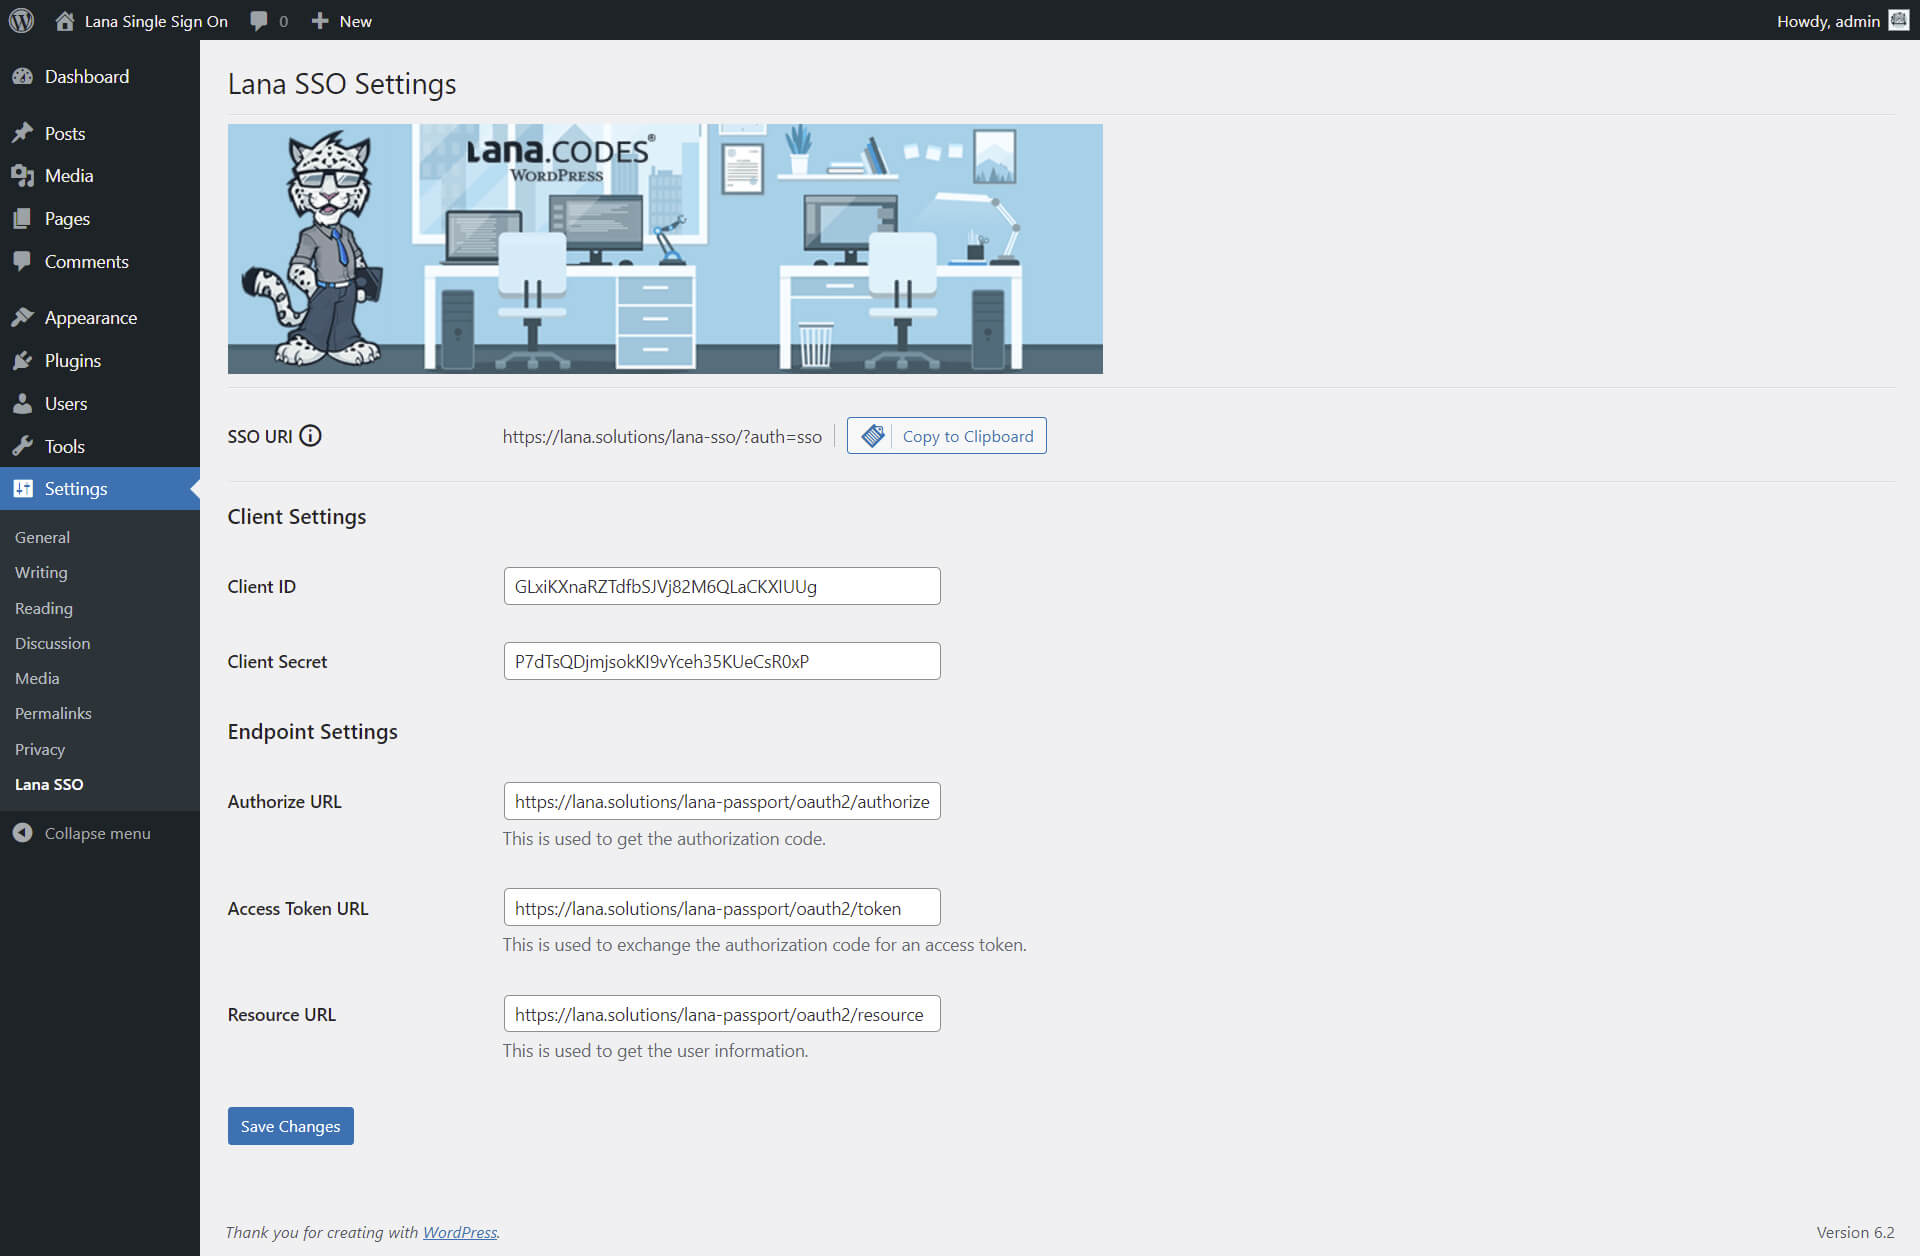 Lana Single Sign On 0 New Howdy, admin
Dashboard
Posts
Media
Pages
Comments
Appearance
Plugins
Users
Tools
Settings
General
Writing
Reading
Discussion
Media
Permalinks
Privacy
Lana SSO
Collapse menu
Lana SSO Settings
Lana.CODES®
WORDPRESS
SSO URI https://lana.solutions/lana-sso/?auth=sso Copy to Clipboard
Client Settings
Client ID GLxiKXnaRZTdfbSJVj82M6QLaCKXIUUg
Client Secret P7dTsQDjmjsokKI9vYceh35KUeCsR0xP
Endpoint Settings
Authorize URL https://lana.solutions/lana-passport/oauth2/authorize
This is used to get the authorization code.
Access Token URL https://lana.solutions/lana-passport/oauth2/token
This is used to exchange the authorization code for an access token.
Resource URL https://lana.solutions/lana-passport/oauth2/resource
This is used to get the user information.
Save Changes
Thank you for creating with WordPress. Version 6.2